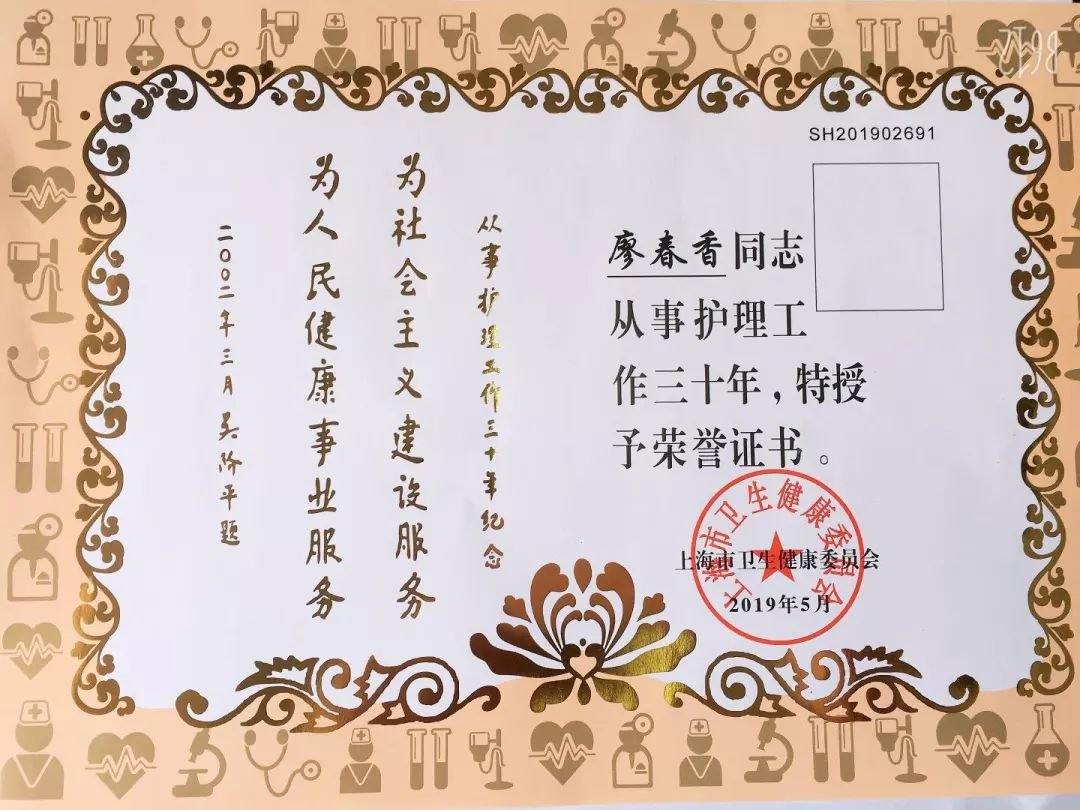 SH201902691
廖春香同志
从事护理工
作三十年，特授
予荣誉证书。
上海市卫生健康委员会
2019年5月
上海市卫生健康委员会
从事护理工作三十年纪念
为社会主义建设服务
为人民健康事业服务
二〇〇二年三月吴阶平题